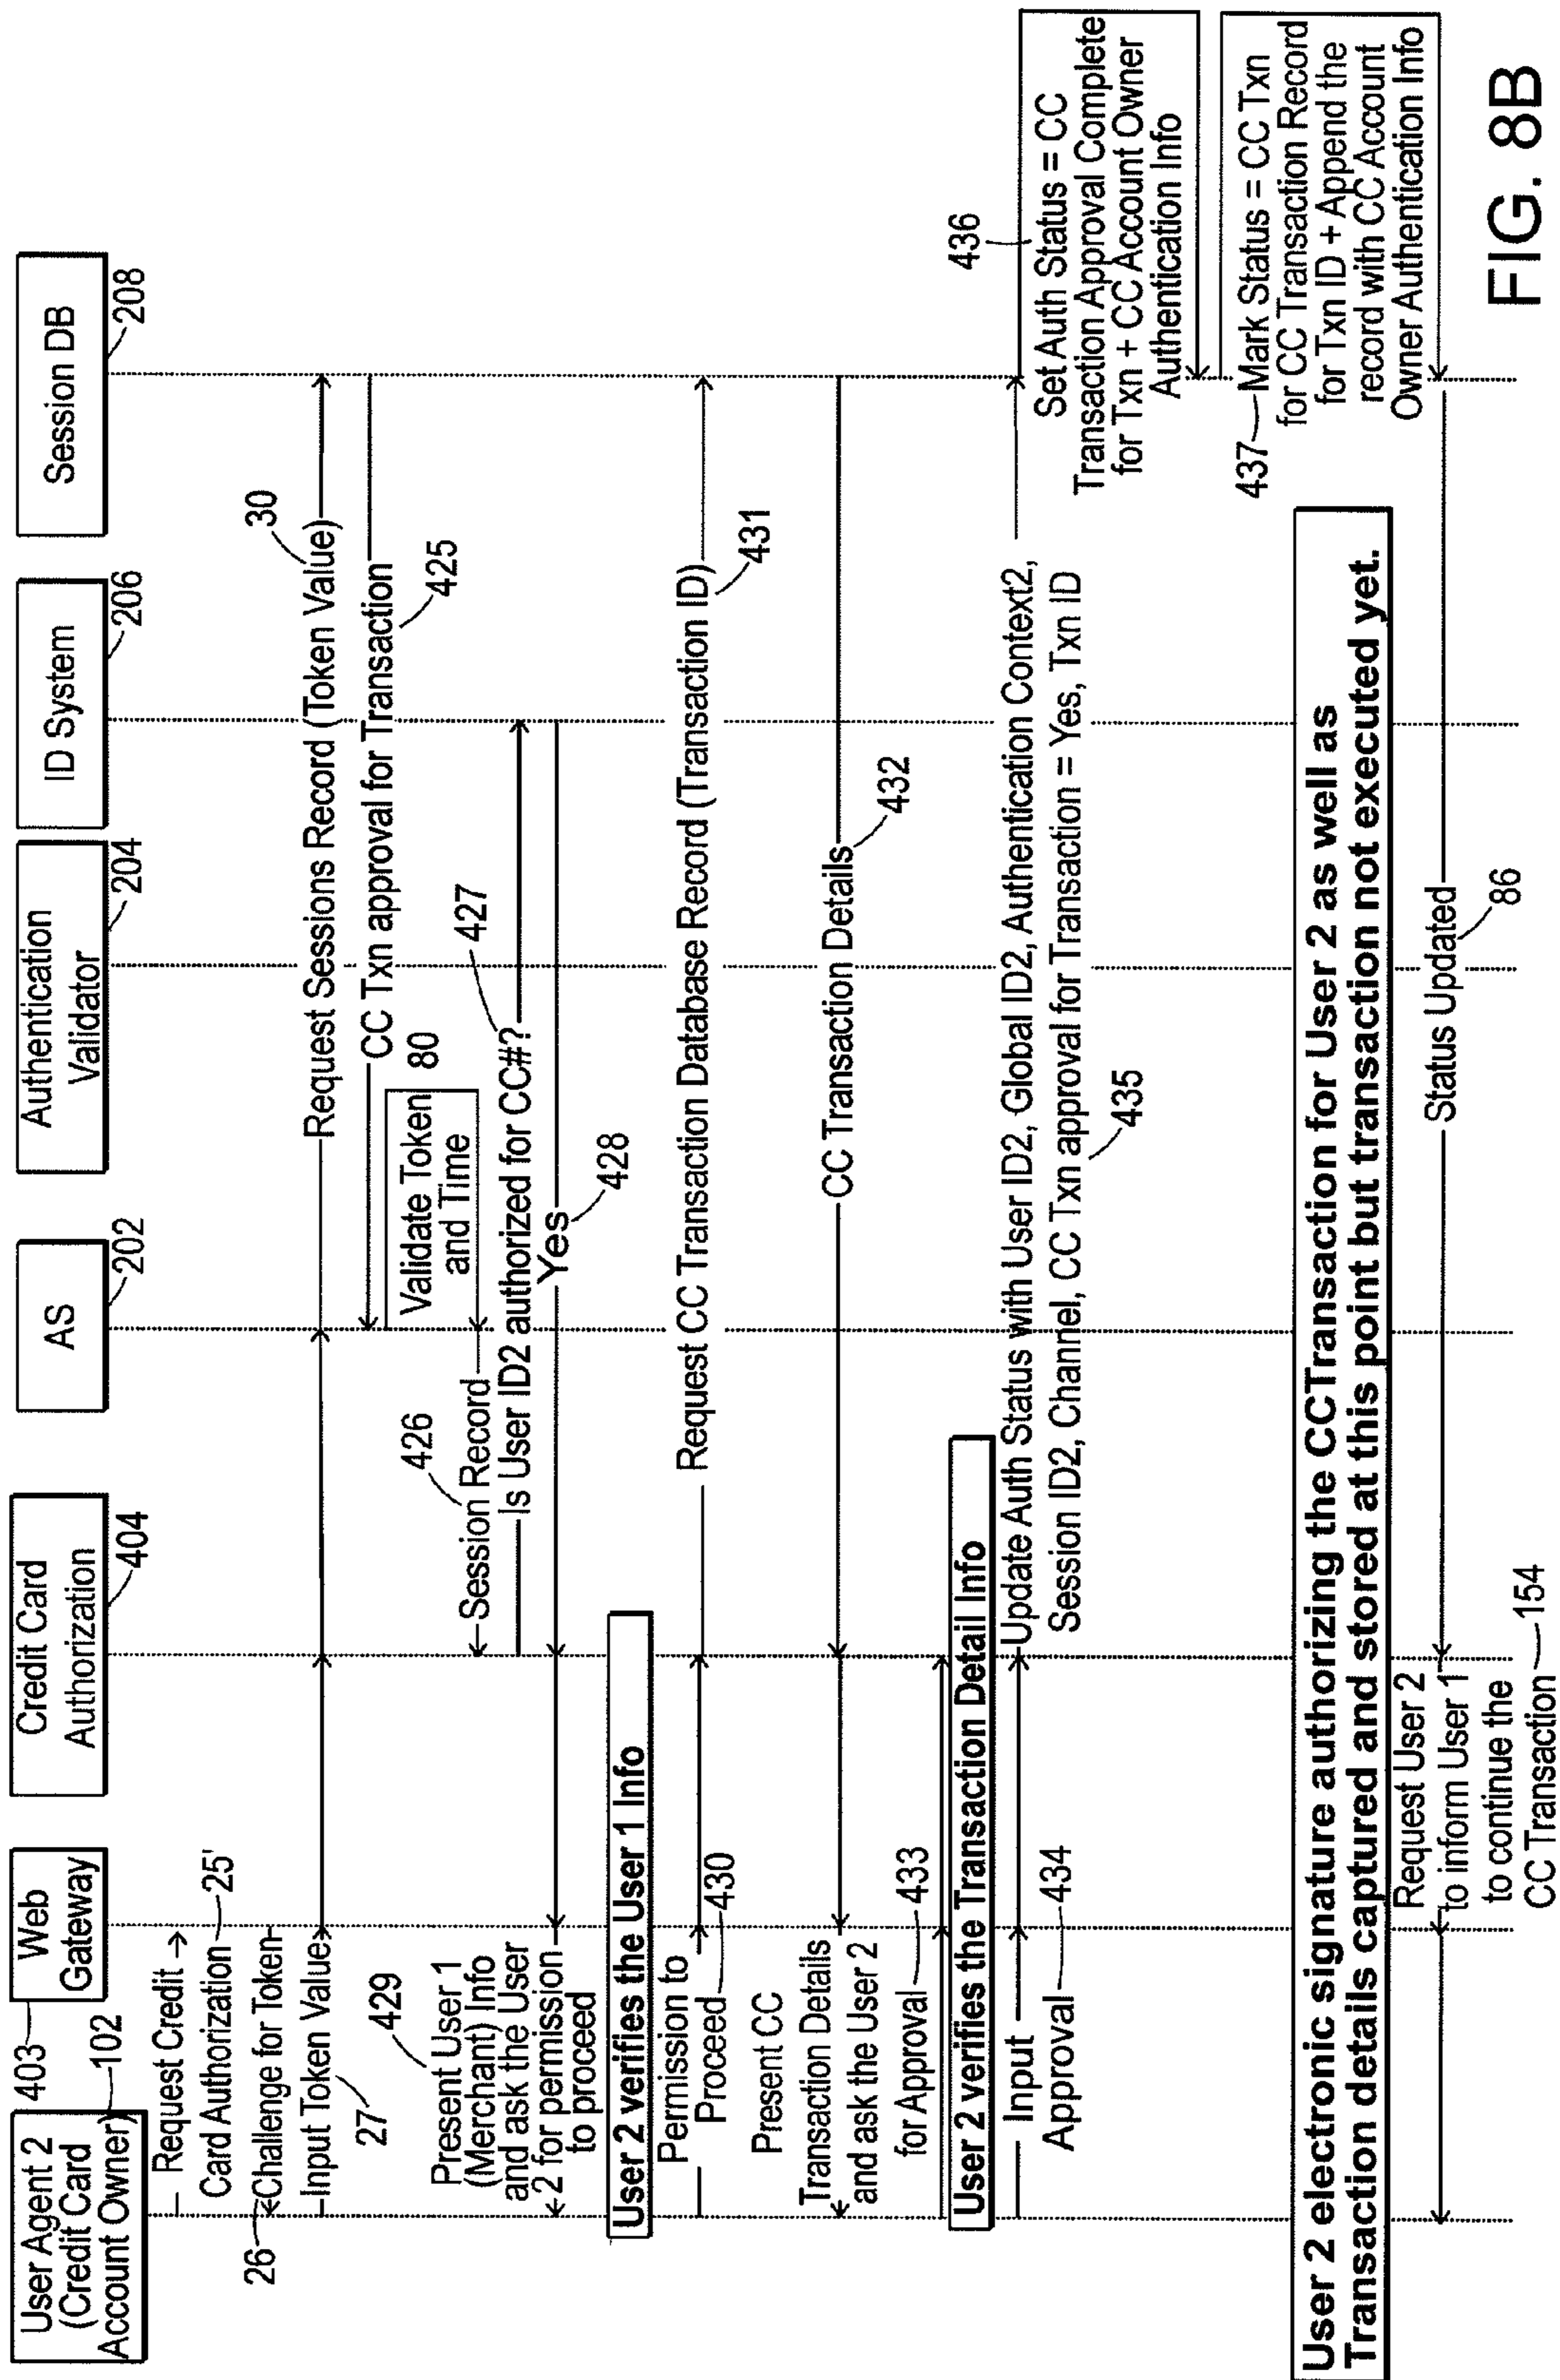 User Agent 2
(Credit Card
Account Owner)
102
403
Web
Gateway
Credit Card
Authorization
404
AS
202
Authentication
Validator
204
ID System
206
Session DB
208
Request Credit
Card Authorization
25'
26
Challenge for Token
Input Token Value
27
Request Sessions Record (Token Value)
30
CC Txn approval for Transaction
425
Validate Token
and Time
80
426
Session Record
Is User ID2 authorized for CC#?
427
Yes
428
429
Present User 1
(Merchant) Info
and ask the User
2 for permission
to proceed
User 2 verifies the User 1 Info
Permission to
Proceed
430
Request CC Transaction Database Record (Transaction ID)
431
CC Transaction Details
432
Present CC
Transaction Details
and ask the User 2
for Approval
433
User 2 verifies the Transaction Detail Info
Input
Approval
434
Update Auth Status with User ID2, Global ID2, Authentication Context2,
Session ID2, Channel, CC Txn approval for Transaction = Yes, Txn ID
435
436
Set Auth Status = CC
Transaction Approval Complete
for Txn + CC Account Owner
Authentication Info
437
Mark Status = CC Txn
for CC Transaction Record
for Txn ID + Append the
record with CC Account
Owner Authentication Info
User 2 electronic signature authorizing the CCTransaction for User 2 as well as
Transaction details captured and stored at this point but transaction not executed yet.
Status Updated
86
Request User 2
to inform User 1
to continue the
CC Transaction
154
FIG. 8B